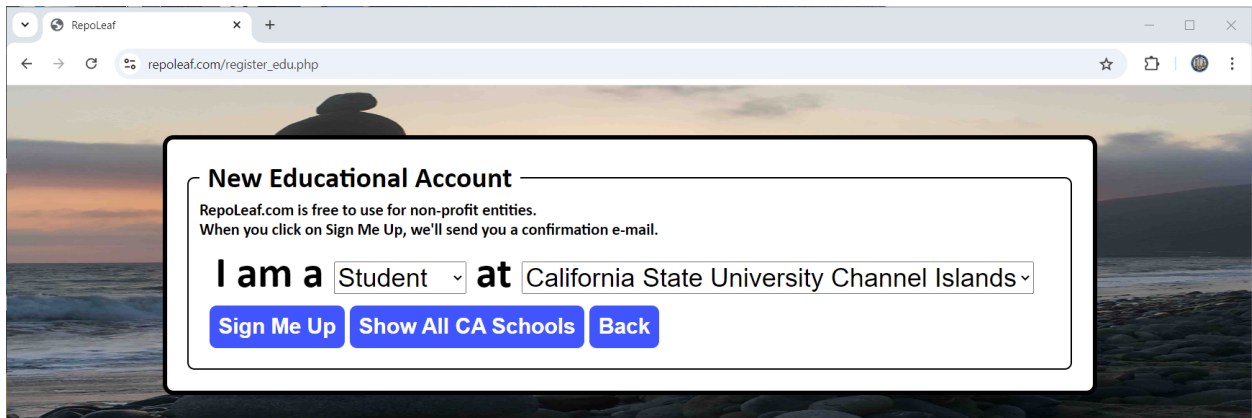 RepoLeaf
repoleaf.com/register_edu.php
New Educational Account
RepoLeaf.com is free to use for non-profit entities.
When you click on Sign Me Up, we'll send you a confirmation e-mail.
I am a Student at California State University Channel Islands
Sign Me Up Show All CA Schools Back